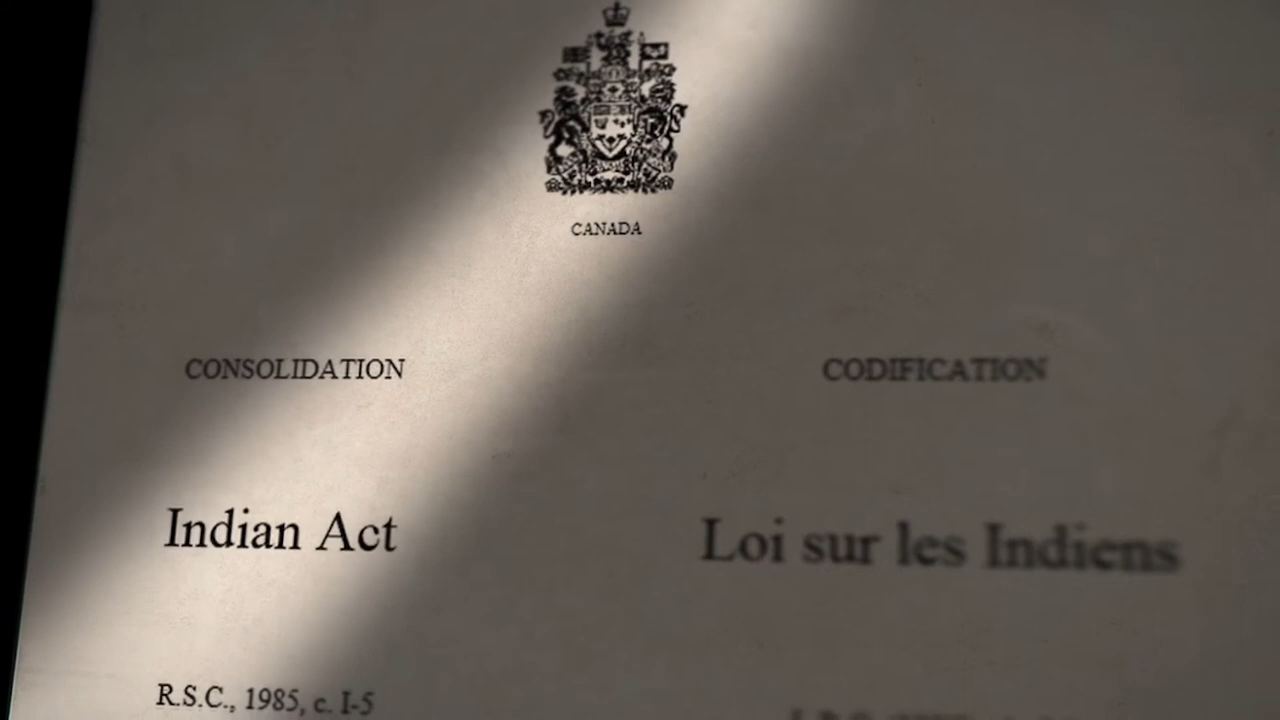 CANADA
CONSOLIDATION
CODIFICATION
Indian Act
Loi sur les Indiens
R.S.C., 1985, c. I-5